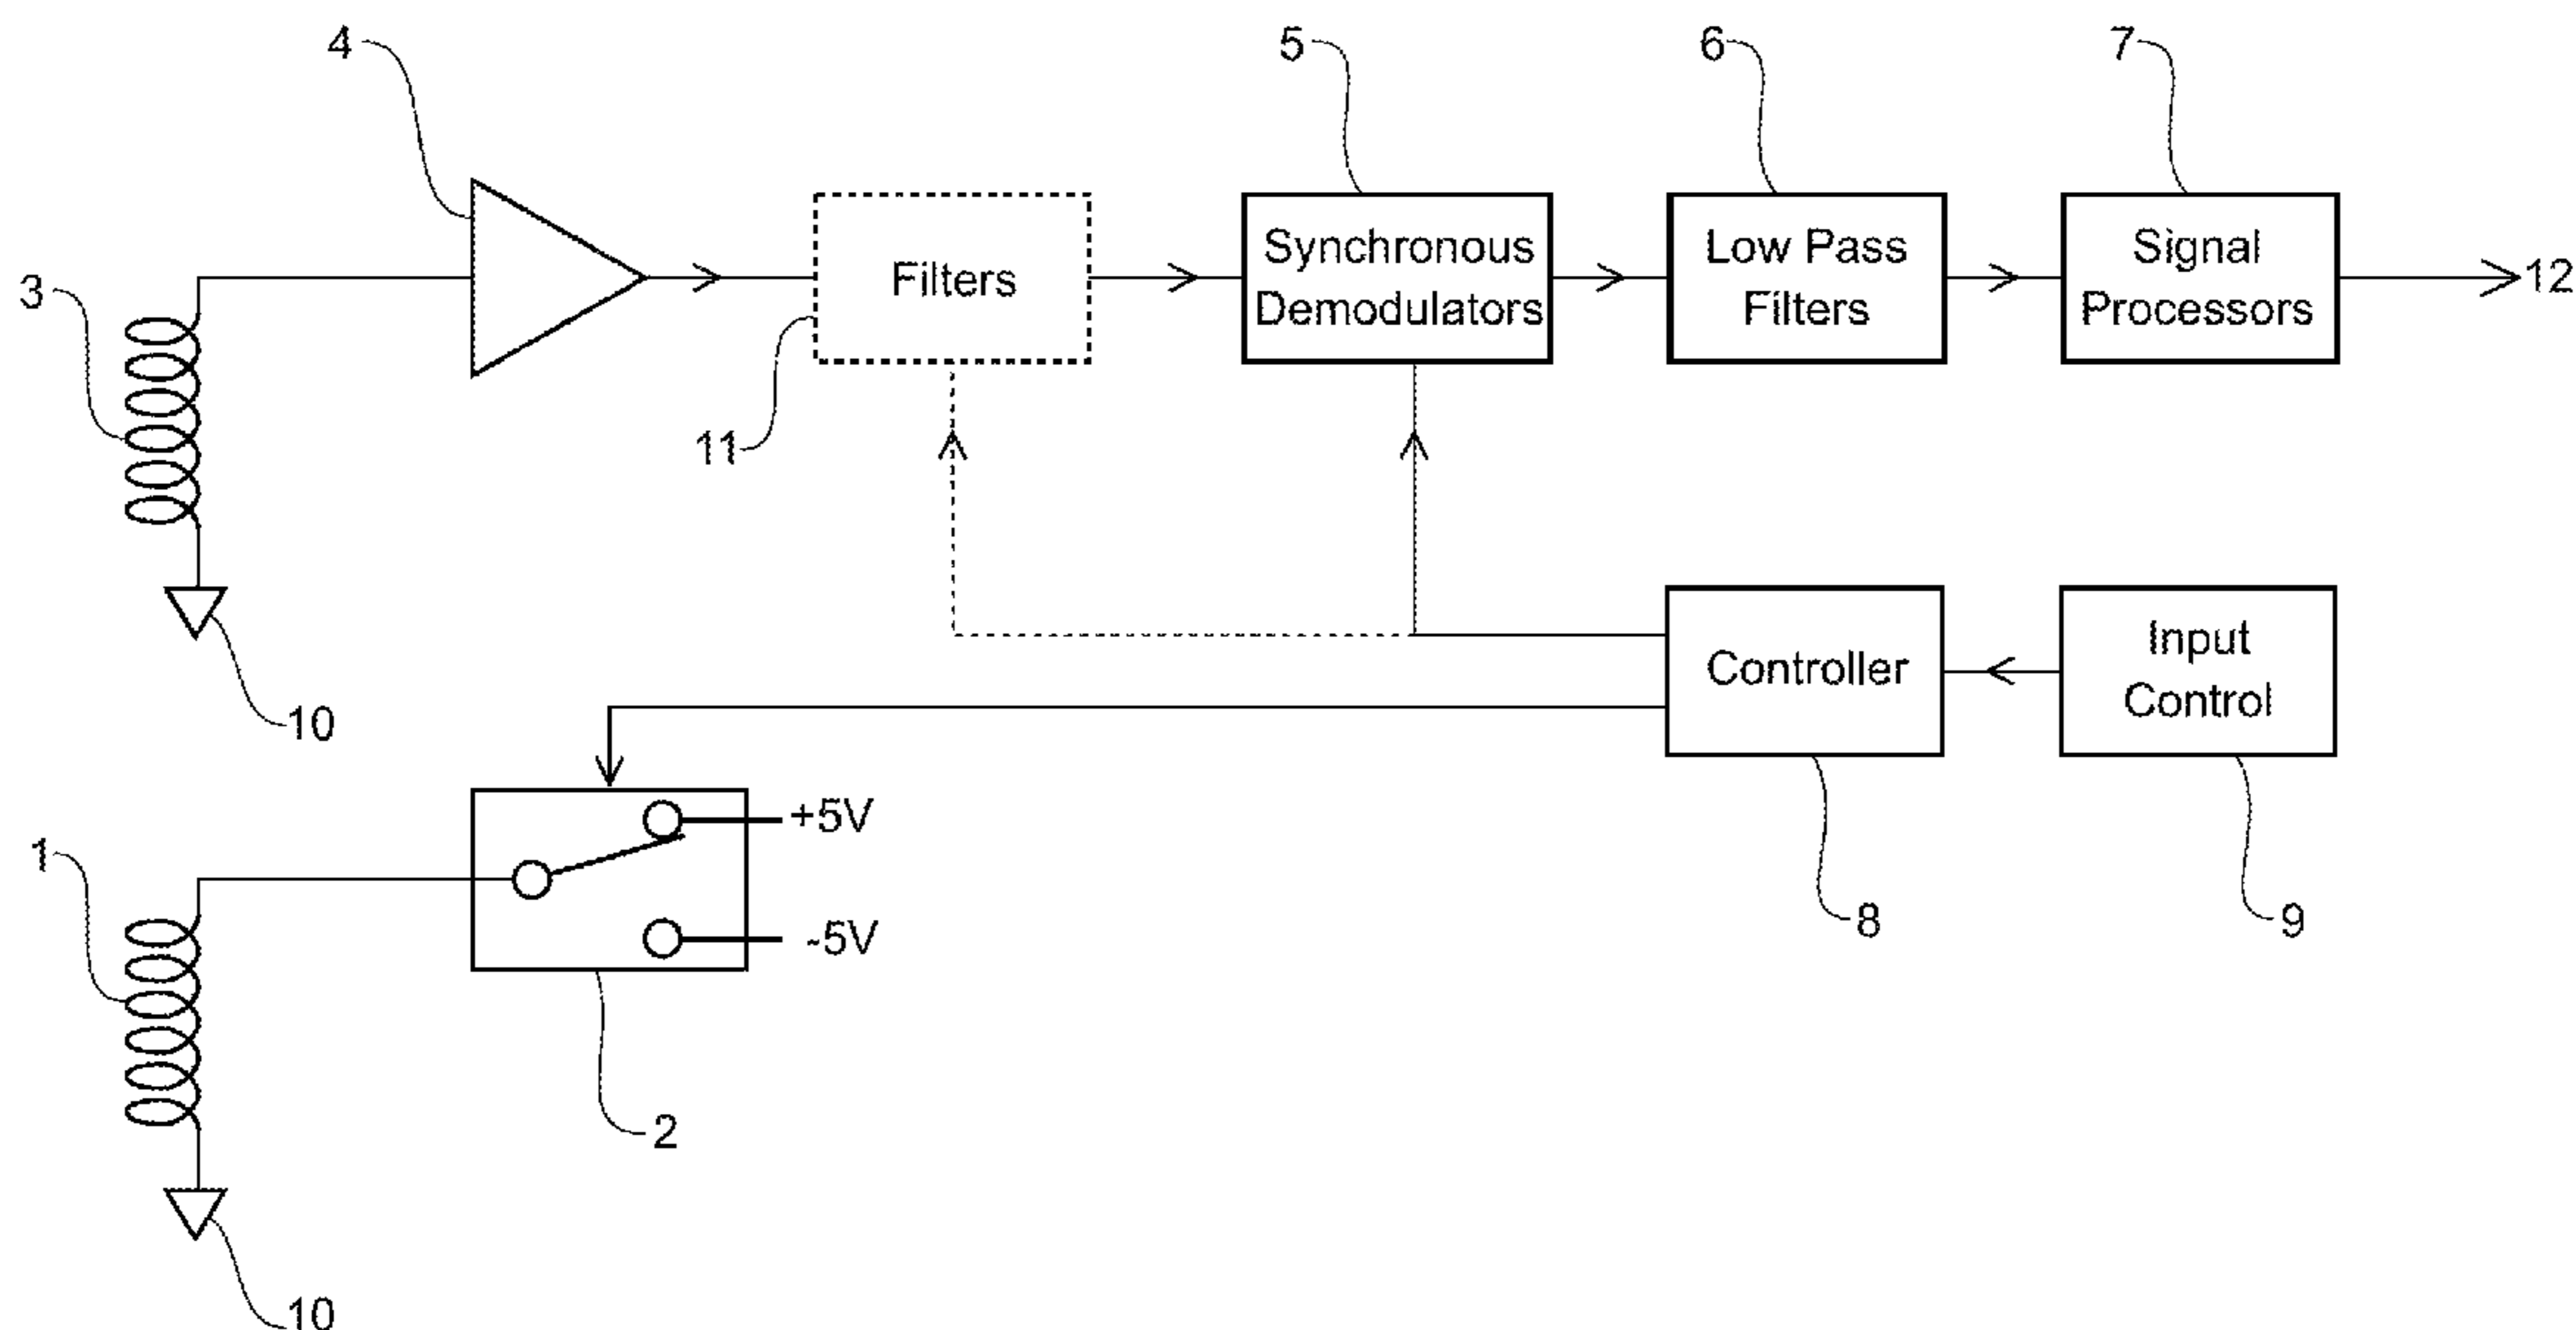 4
5
6
7
3
Filters
Synchronous
Demodulators
Low Pass
Filters
Signal
Processors
12
11
10
Controller
Input
Control
+5V
-5V
1
8
9
2
10